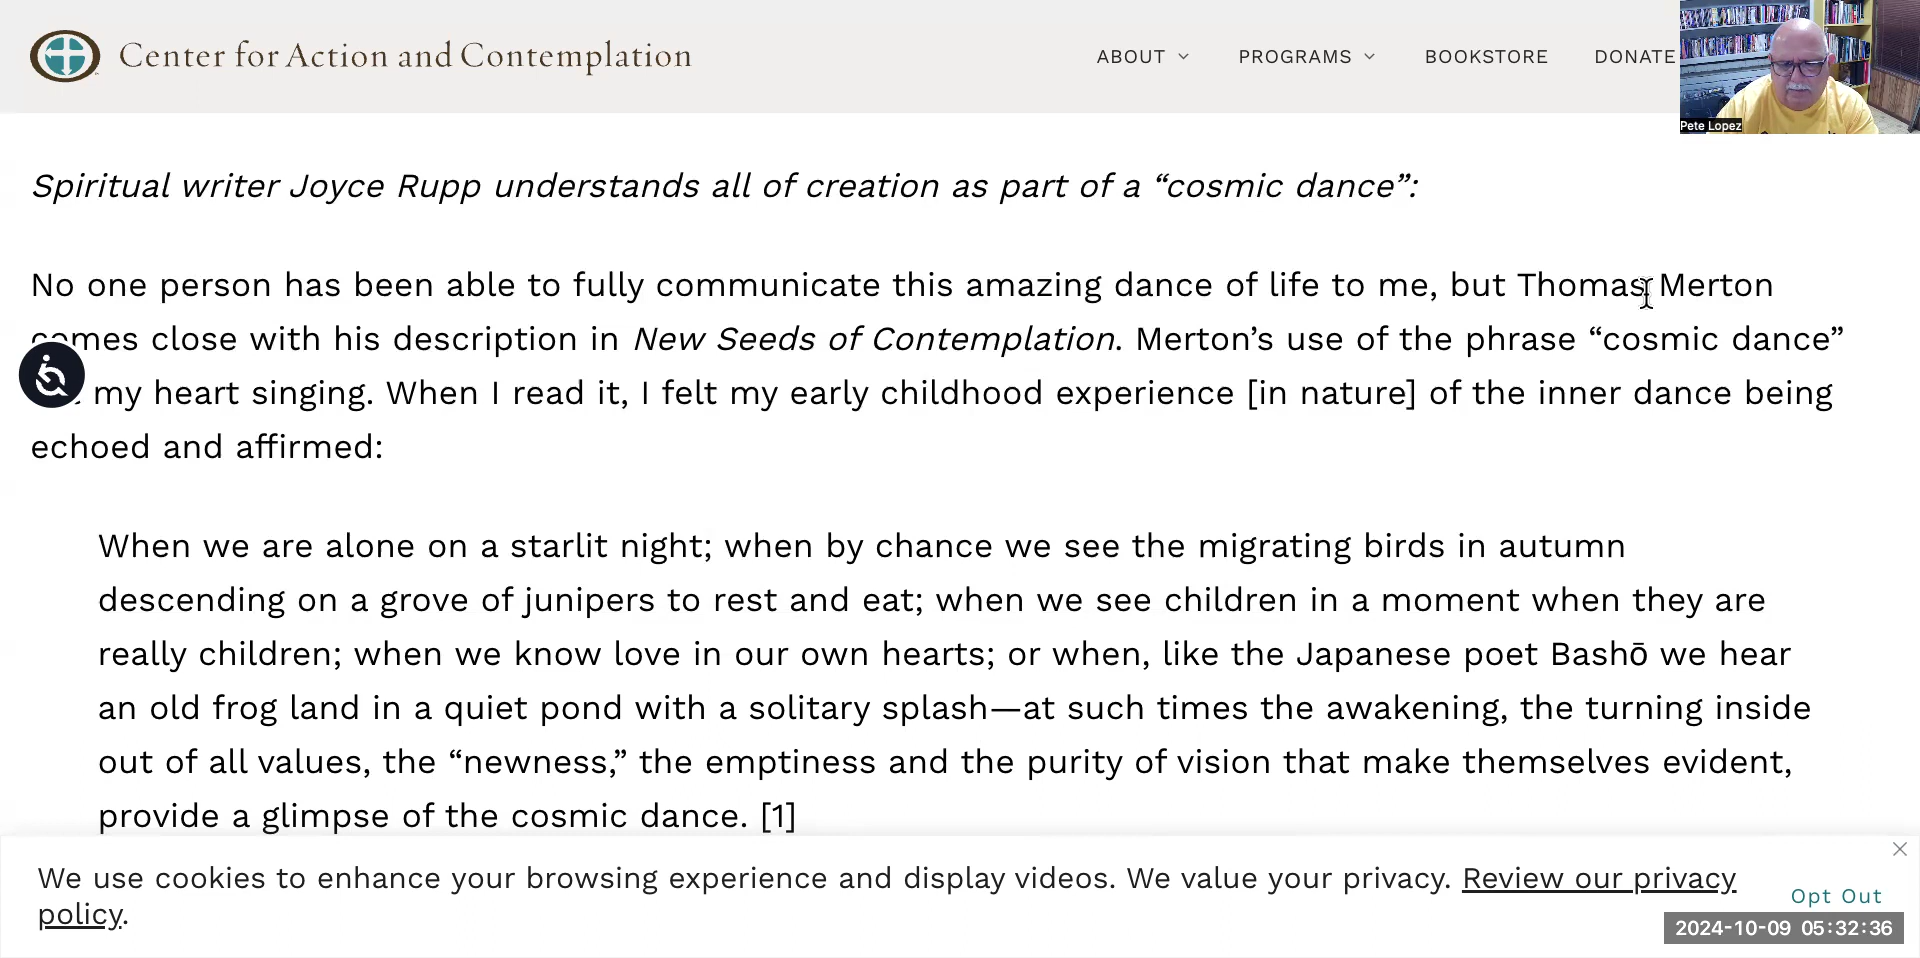 Center for Action and Contemplation
ABOUT
PROGRAMS
BOOKSTORE
DONATE
Pete Lopez
Spiritual writer Joyce Rupp understands all of creation as part of a “cosmic dance”:
No one person has been able to fully communicate this amazing dance of life to me, but Thomas Merton
comes close with his description in New Seeds of Contemplation. Merton’s use of the phrase “cosmic dance”
my heart singing. When I read it, I felt my early childhood experience [in nature] of the inner dance being
echoed and affirmed:
When we are alone on a starlit night; when by chance we see the migrating birds in autumn
descending on a grove of junipers to rest and eat; when we see children in a moment when they are
really children; when we know love in our own hearts; or when, like the Japanese poet Bashō we hear
an old frog land in a quiet pond with a solitary splash—at such times the awakening, the turning inside
out of all values, the “newness,” the emptiness and the purity of vision that make themselves evident,
provide a glimpse of the cosmic dance. [1]
We use cookies to enhance your browsing experience and display videos. We value your privacy. Review our privacy
policy.
Opt Out
2024-10-09 05:32:36